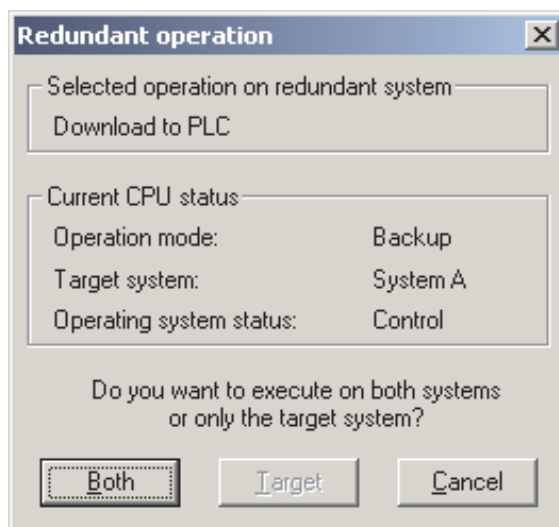 Redundant operation
Selected operation on redundant system
Download to PLC
Current CPU status
Operation mode: Backup
Target system: System A
Operating system status: Control
Do you want to execute on both systems
or only the target system?
Both Target Cancel